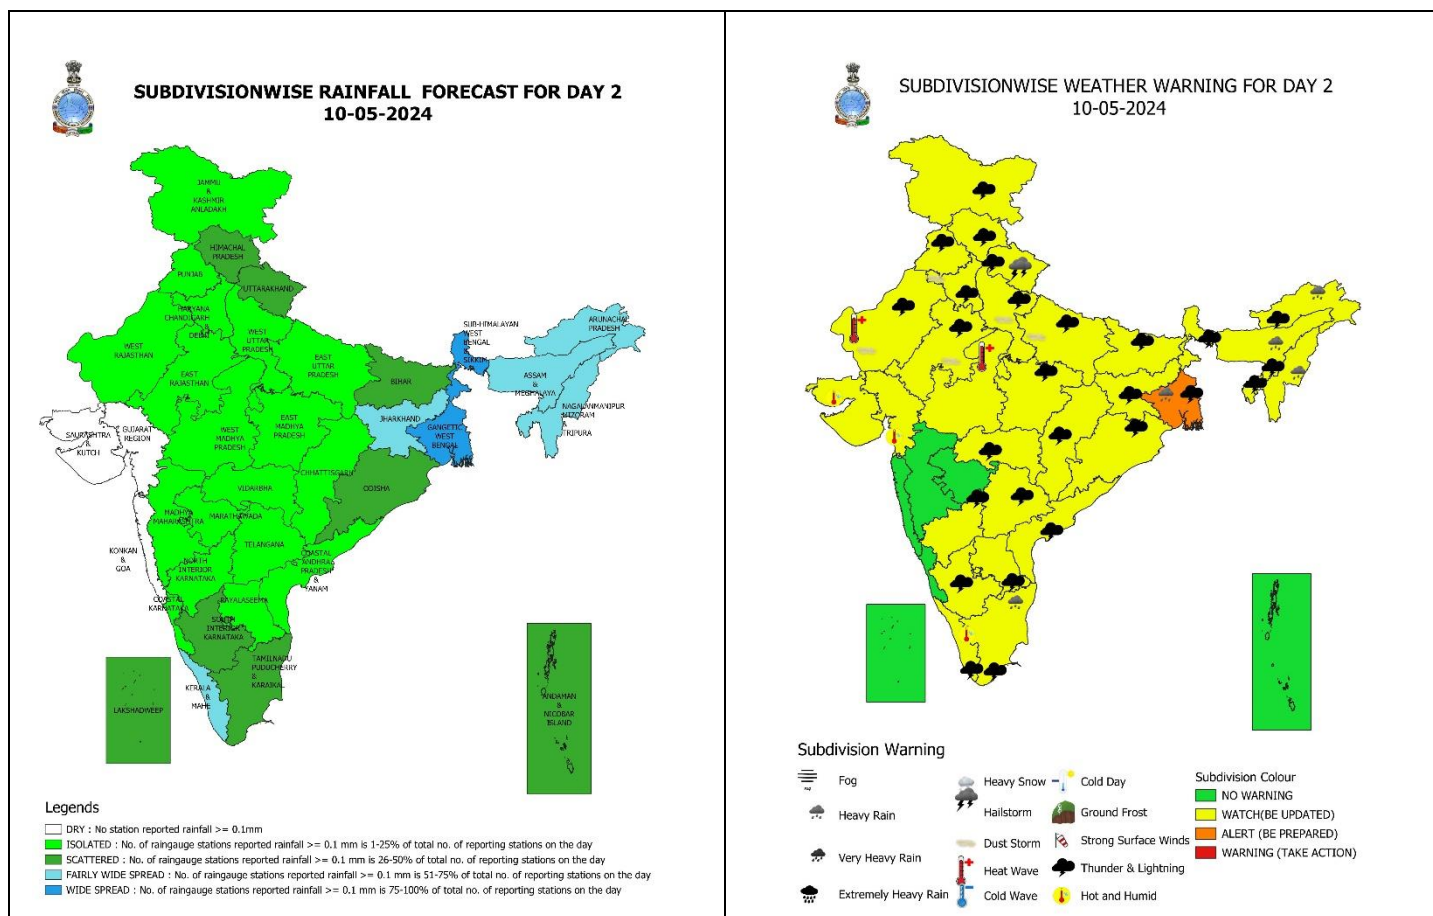 SUBDIVISIONWISE RAINFALL FORECAST FOR DAY 2
10-05-2024
JAMMU
&
KASHMIR
ANLADAKH
HIMACHAL
PRADESH
PUNJAB
UTTARAKHAND
HARYANA
CHANDIGARH &
DELHI
WEST
UTTAR
PRADESH
WEST
RAJASTHAN
EAST
RAJASTHAN
EAST
UTTAR
PRADESH
SUB-HIMALAYAN
WEST
BENGAL
&
SIKKIM
ARUNACHAL
PRADESH
BIHAR
ASSAM
&
MEGHALAYA
NAGALANMANIPUR
MIZORAM
&
TRIPURA
JHARKHAND
GANGETIC
WEST
BENGAL
SAURASHTRA
&
KUTCH
GUJARAT
REGION
WEST
MADHYA
PRADESH
EAST
MADHYA
PRADESH
CHHATTISGARH
ODISHA
VIDARBHA
MADHYA
MAHARASHTRA
MARATHAWADA
TELANGANA
KONKAN
&
GOA
NORTH
INTERIOR
KARNATAKA
COASTAL
ANDHRA
PRADESH
&
YANAM
COASTAL
KARNATAKA
RAYALASEEMA
SOUTH
INTERIOR
KARNATAKA
TAMILNADU
PUDUCHERRY
&
KARAIKAL
KERALA
&
MAHE
LAKSHADWEEP
ANDAMAN
&
NICOBAR
ISLAND
Legends
DRY : No station reported rainfall >= 0.1mm
ISOLATED : No. of raingauge stations reported rainfall >= 0.1 mm is 1-25% of total no. of reporting stations on the day
SCATTERED : No. of raingauge stations reported rainfall >= 0.1 mm is 26-50% of total no. of reporting stations on the day
FAIRLY WIDE SPREAD : No. of raingauge stations reported rainfall >= 0.1 mm is 51-75% of total no. of reporting stations on the day
WIDE SPREAD : No. of raingauge stations reported rainfall >= 0.1 mm is 75-100% of total no. of reporting stations on the day
SUBDIVISIONWISE WEATHER WARNING FOR DAY 2
10-05-2024
Subdivision Warning
Fog
Heavy Rain
Very Heavy Rain
Extremely Heavy Rain
Heavy Snow
Hailstorm
Dust Storm
Heat Wave
Cold Wave
Cold Day
Ground Frost
Strong Surface Winds
Thunder & Lightning
Hot and Humid
Subdivision Colour
NO WARNING
WATCH(BE UPDATED)
ALERT (BE PREPARED)
WARNING (TAKE ACTION)